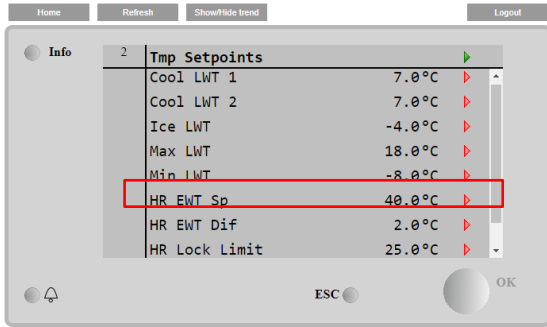 Home Refresh Show/Hide trend Logout
Info
2 Tmp Setpoints
Cool LWT 1 7.0°C
Cool LWT 2 7.0°C
Ice LWT -4.0°C
Max LWT 18.0°C
Min LWT -8.0°C
HR EWT Sp 40.0°C
HR EWT Dif 2.0°C
HR Lock Limit 25.0°C
ESC OK